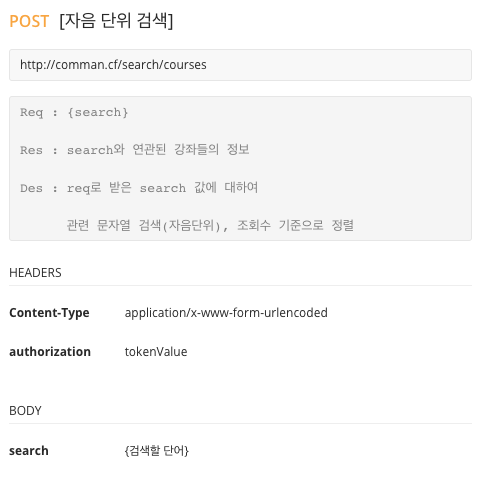 POST [자음 단위 검색]
http://comman.cf/search/courses
Req : {search}
Res : search와 연관된 강좌들의 정보
Des : req로 받은 search 값에 대하여
관련 문자열 검색(자음단위), 조회수 기준으로 정렬
HEADERS
Content-Type application/x-www-form-urlencoded
authorization tokenValue
BODY
search {검색할 단어}